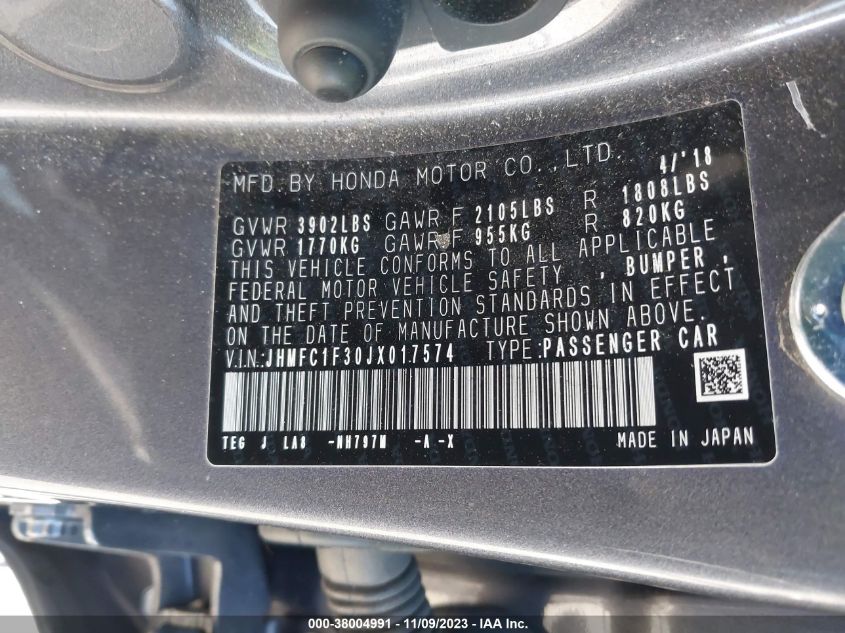 MFD. BY HONDA MOTOR CO., LTD. 4/'18
GVWR 3902LBS GAWR F 2105LBS R 1808LBS
GVWR 1770KG GAWR F 955KG R 820KG
THIS VEHICLE CONFORMS TO ALL APPLICABLE
FEDERAL MOTOR VEHICLE SAFETY , BUMPER ,
AND THEFT PREVENTION STANDARDS IN EFFECT
ON THE DATE OF MANUFACTURE SHOWN ABOVE.
V.I.N.:JHMFC1F30JX017574 TYPE:PASSENGER CAR
TEG J LA8 -NH797M -A -X MADE IN JAPAN
000-38004991 - 11/09/2023 - IAA Inc.